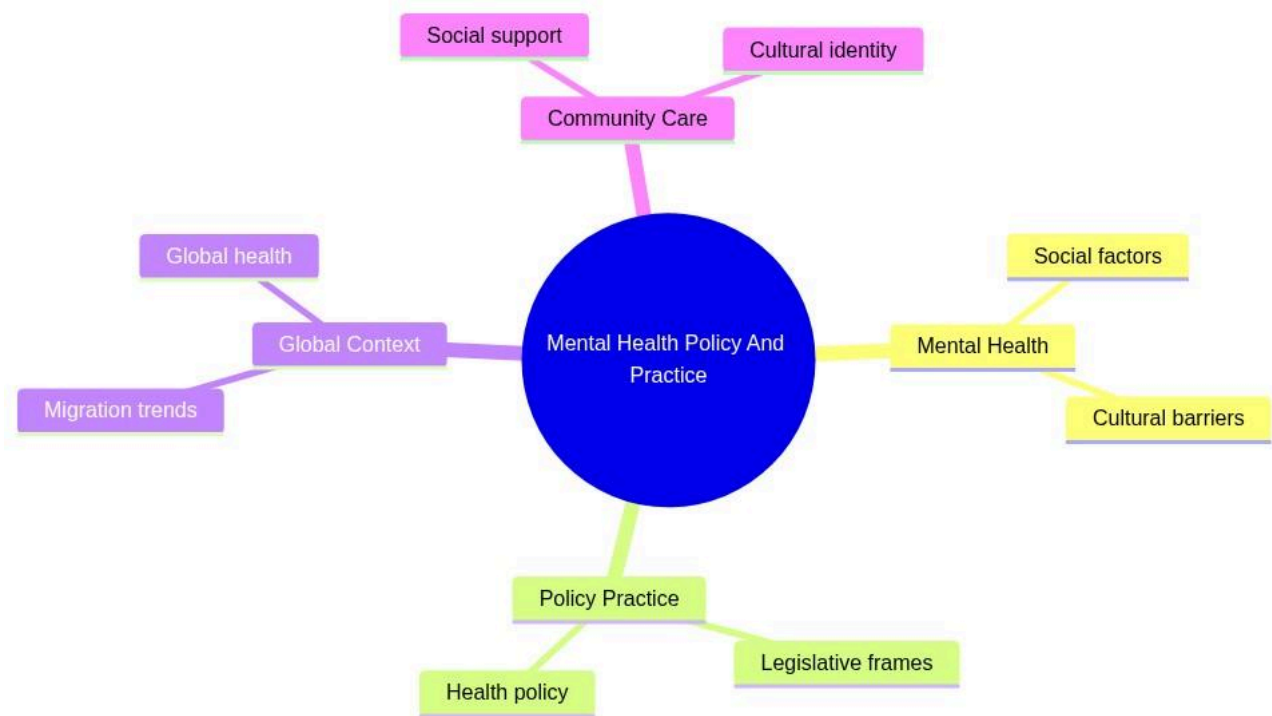 Social support
Cultural identity
Community Care
Global health
Social factors
Global Context
Mental Health Policy And
Practice
Mental Health
Migration trends
Cultural barriers
Policy Practice
Legislative frames
Health policy